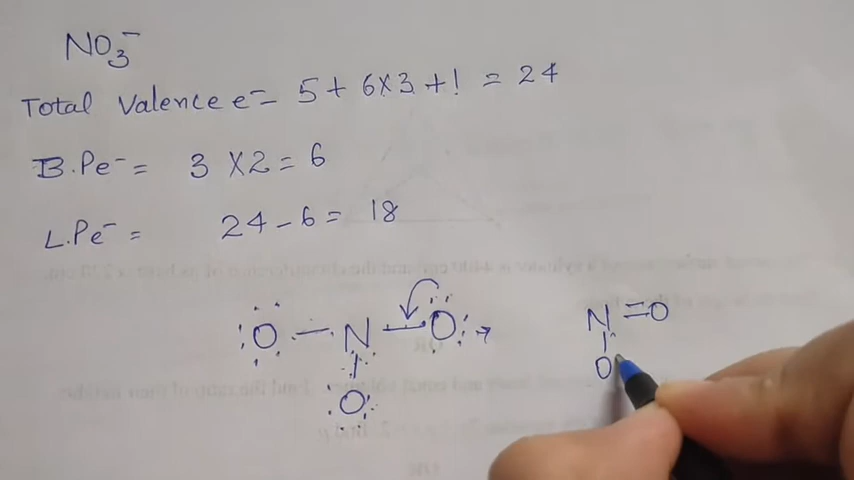 NO₃⁻
Total Valence e⁻ = 5 + 6×3 + 1 = 24
B.Pe⁻ = 3 × 2 = 6
L.Pe⁻ = 24 - 6 = 18
:O - N - O: →
O
N = O
O